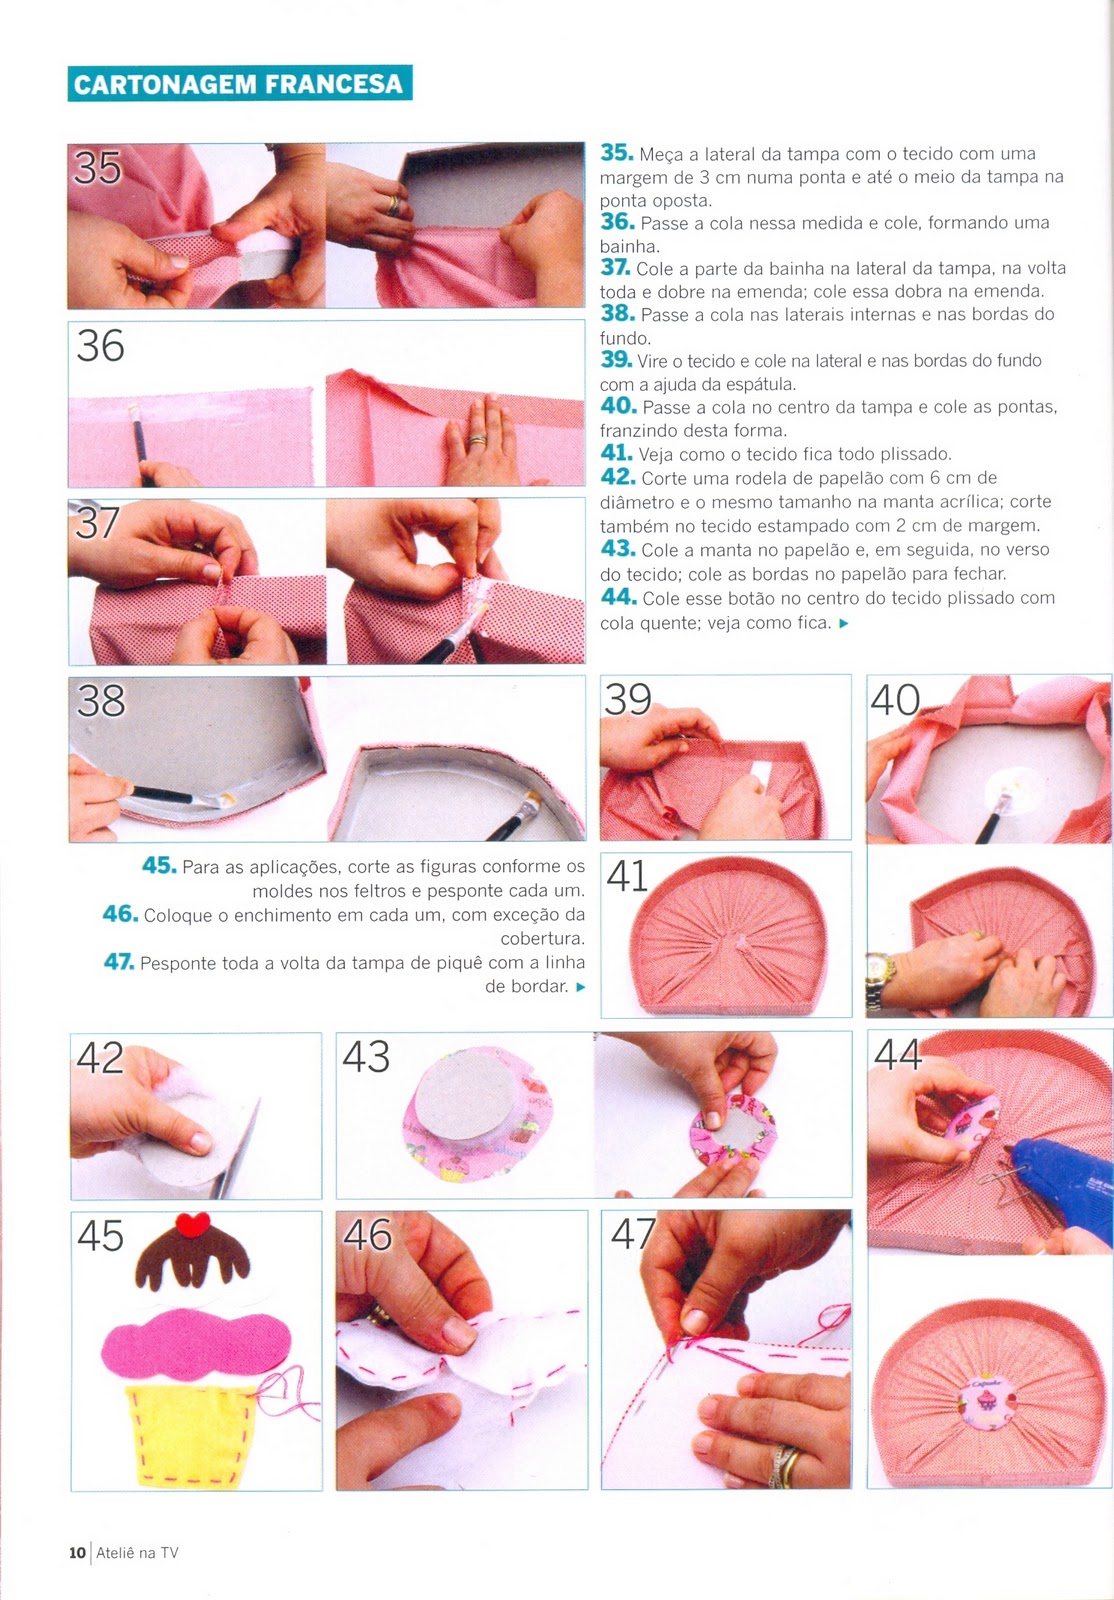 CARTONAGEM FRANCESA
35
35. Meça a lateral da tampa com o tecido com uma
margem de 3 cm numa ponta e até o meio da tampa na
ponta oposta.
36. Passe a cola nessa medida e cole, formando uma
bainha.
37. Cole a parte da bainha na lateral da tampa, na volta
toda e dobre na emenda; cole essa dobra na emenda.
38. Passe a cola nas laterais internas e nas bordas do
fundo.
39. Vire o tecido e cole na lateral e nas bordas do fundo
com a ajuda da espátula.
40. Passe a cola no centro da tampa e cole as pontas,
franzindo desta forma.
41. Veja como o tecido fica todo plissado.
42. Corte uma rodela de papelão com 6 cm de
diâmetro e o mesmo tamanho na manta acrílica; corte
também no tecido estampado com 2 cm de margem.
43. Cole a manta no papelão e, em seguida, no verso
do tecido; cole as bordas no papelão para fechar.
44. Cole esse botão no centro do tecido plissado com
cola quente; veja como fica.
36
37
38
39
40
41
45. Para as aplicações, corte as figuras conforme os
moldes nos feltros e pesponte cada um.
46. Coloque o enchimento em cada um, com exceção da
cobertura.
47. Pesponte toda a volta da tampa de piquê com a linha
de bordar.
42
43
44
45
46
47
Cupcake
10 Ateliê na TV